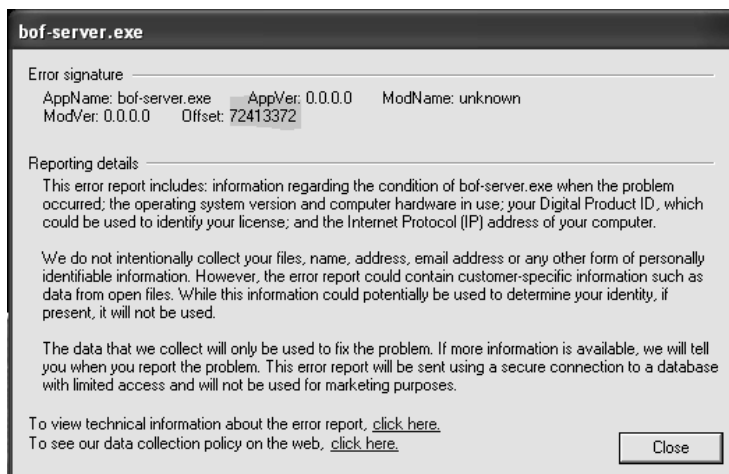 bof-server.exe
Error signature
AppName: bof-server.exe AppVer: 0.0.0.0 ModName: unknown
ModVer: 0.0.0.0 Offset: 72413372
Reporting details
This error report includes: information regarding the condition of bof-server.exe when the problem
occurred; the operating system version and computer hardware in use; your Digital Product ID, which
could be used to identify your license; and the Internet Protocol (IP) address of your computer.
We do not intentionally collect your files, name, address, email address or any other form of personally
identifiable information. However, the error report could contain customer-specific information such as
data from open files. While this information could potentially be used to determine your identity, if
present, it will not be used.
The data that we collect will only be used to fix the problem. If more information is available, we will tell
you when you report the problem. This error report will be sent using a secure connection to a database
with limited access and will not be used for marketing purposes.
To view technical information about the error report, click here.
To see our data collection policy on the web, click here.
Close